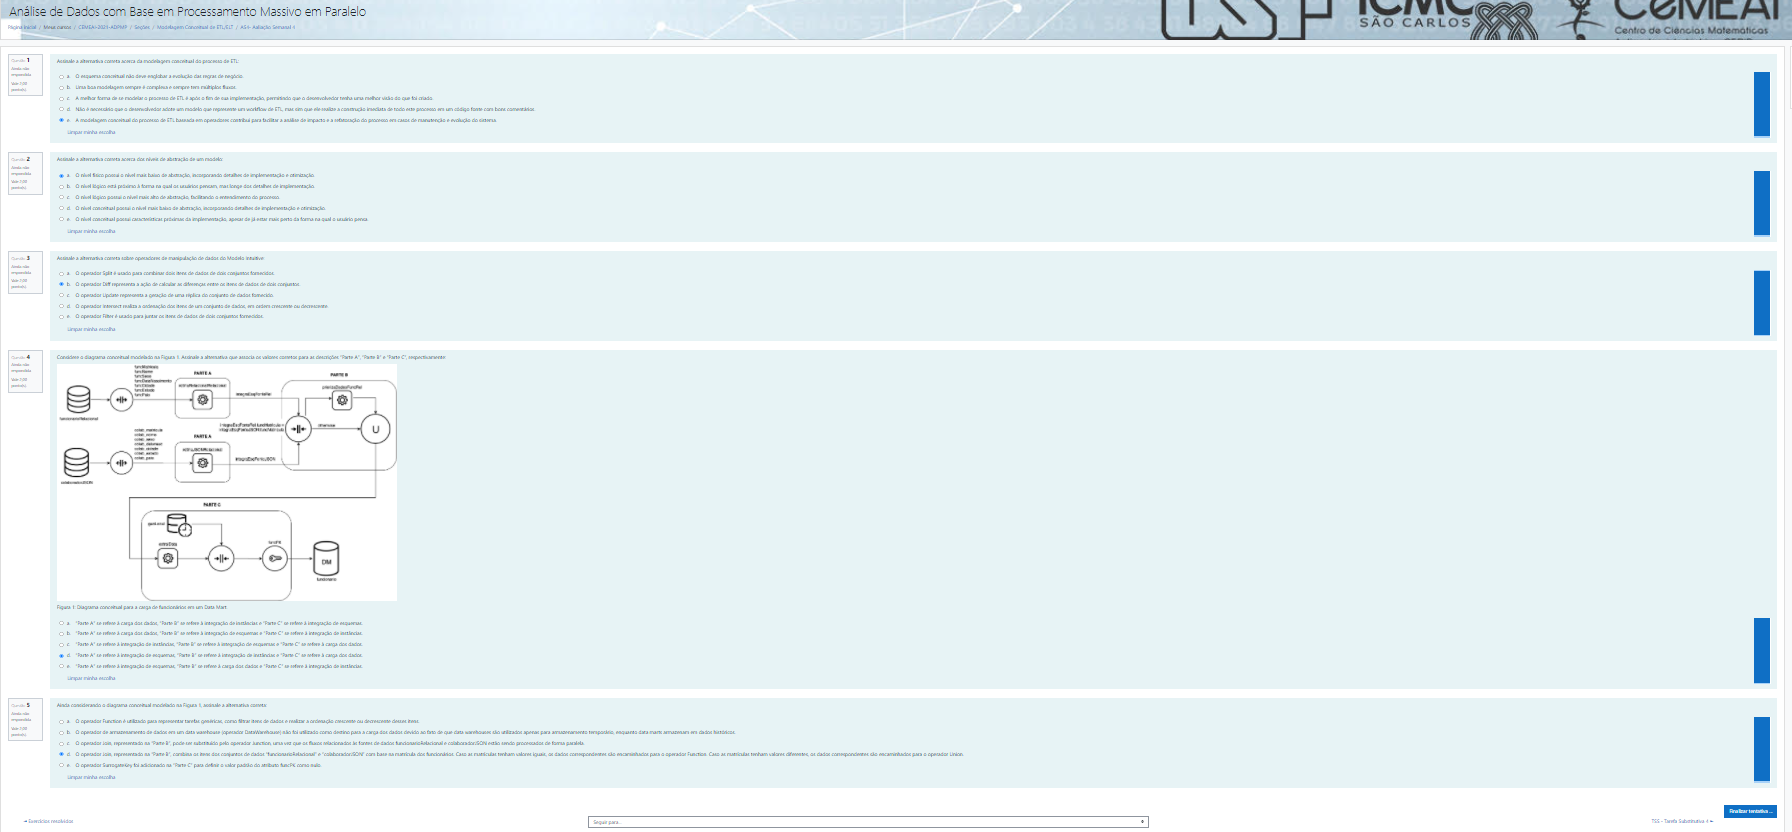 Análise de Dados com Base em Processamento Massivo em Paralelo
Página Inicial / Meus cursos / CEMEAI-2023-ADPMP / Seções / Modelagem Conceitual de ETL/ELT / AS4- Avaliação Semanal 4
ICMC
SÃO CARLOS
CeMEAI
Centro de Ciências Matemáticas
Questão 1
Ainda não
respondida
Vale 2,00
ponto(s).
Assinale a alternativa correta acerca da modelagem conceitual do processo de ETL:
a. O esquema conceitual não deve englobar a evolução das regras de negócio.
b. Uma boa modelagem sempre é complexa e sempre terá múltiplos fluxos.
c. A melhor forma de se modelar o processo de ETL é após o fim de sua implementação, permitindo que o desenvolvedor tenha uma melhor visão do que foi criado.
d. Não é necessário que o desenvolvedor adote um modelo que represente um workflow de ETL, mas sim que ele realize a construção imediata de todo este processo em um código fonte com bons comentários.
e. A modelagem conceitual do processo de ETL baseada em operadores contribui para facilitar a análise de impacto e a refatoração do processo em casos de manutenção e evolução do sistema.
Limpar minha escolha
Questão 2
Ainda não
respondida
Vale 2,00
ponto(s).
Assinale a alternativa correta acerca dos níveis de abstração de um modelo:
a. O nível físico possui o nível mais baixo de abstração, incorporando detalhes de implementação e otimização.
b. O nível lógico está próximo à forma na qual os usuários pensam, mas longe dos detalhes de implementação.
c. O nível lógico possui o nível mais alto de abstração, facilitando o entendimento do processo.
d. O nível conceitual possui o nível mais baixo de abstração, incorporando detalhes de implementação e otimização.
e. O nível conceitual possui características próximas da implementação, apesar de já estar mais perto da forma na qual o usuário pensa.
Limpar minha escolha
Questão 3
Ainda não
respondida
Vale 2,00
ponto(s).
Assinale a alternativa correta sobre operadores de manipulação de dados do Modelo Intuitive:
a. O operador Split é usado para combinar dois itens de dados de dois conjuntos fornecidos.
b. O operador Diff representa a ação de calcular as diferenças entre os itens de dados de dois conjuntos.
c. O operador Update representa a geração de uma réplica do conjunto de dados fornecido.
d. O operador Intersect realiza a ordenação dos itens de um conjunto de dados, em ordem crescente ou decrescente.
e. O operador Filter é usado para juntar os itens de dados de dois conjuntos fornecidos.
Limpar minha escolha
Questão 4
Ainda não
respondida
Vale 2,00
ponto(s).
Considere o diagrama conceitual modelado na Figura 1. Assinale a alternativa que associa os valores corretos para as descrições "Parte A", "Parte B" e "Parte C", respectivamente:
PARTE A
PARTE B
PARTE A
otherwise
U
PARTE C
DM
funcionario
Figura 1: Diagrama conceitual para a carga de funcionários em um Data Mart.
a. "Parte A" se refere à carga dos dados, "Parte B" se refere à integração de instâncias e "Parte C" se refere à integração de esquemas.
b. "Parte A" se refere à carga dos dados, "Parte B" se refere à integração de esquemas e "Parte C" se refere à integração de instâncias.
c. "Parte A" se refere à integração de instâncias, "Parte B" se refere à integração de esquemas e "Parte C" se refere à carga dos dados.
d. "Parte A" se refere à integração de esquemas, "Parte B" se refere à integração de instâncias e "Parte C" se refere à carga dos dados.
e. "Parte A" se refere à integração de esquemas, "Parte B" se refere à carga dos dados e "Parte C" se refere à integração de instâncias.
Limpar minha escolha
Questão 5
Ainda não
respondida
Vale 2,00
ponto(s).
Ainda considerando o diagrama conceitual modelado na Figura 1, assinale a alternativa correta:
a. O operador Function é utilizado para representar tarefas genéricas, como filtrar itens de dados e realizar a ordenação crescente ou decrescente desses itens.
b. O operador de armazenamento de dados em um data warehouse (operador DataWarehouse) não foi utilizado como destino para a carga dos dados devido ao fato de que data warehouses são utilizados apenas para armazenamento temporário, enquanto data marts armazenam em dados históricos.
c. O operador Join, representado na "Parte B", pode ser substituído pelo operador Junction, uma vez que os fluxos relacionados às fontes de dados funcionarioRelacional e colaboradorJSON estão sendo processados de forma paralela.
d. O operador Join, representado na "Parte B", combina os itens dos conjuntos de dados "funcionarioRelacional" e "colaboradorJSON" com base na matrícula dos funcionários. Caso as matrículas tenham valores iguais, os dados correspondentes são encaminhados para o operador Function. Caso as matrículas tenham valores diferentes, os dados correspondentes são encaminhados para o operador Union.
e. O operador SurrogateKey foi adicionado na "Parte C" para definir o valor padrão do atributo funcPK como nulo.
Limpar minha escolha
Finalizar tentativa ...
◄ Exercícios resolvidos
Seguir para...
TS5 - Tarefa Substitutiva 4 ►